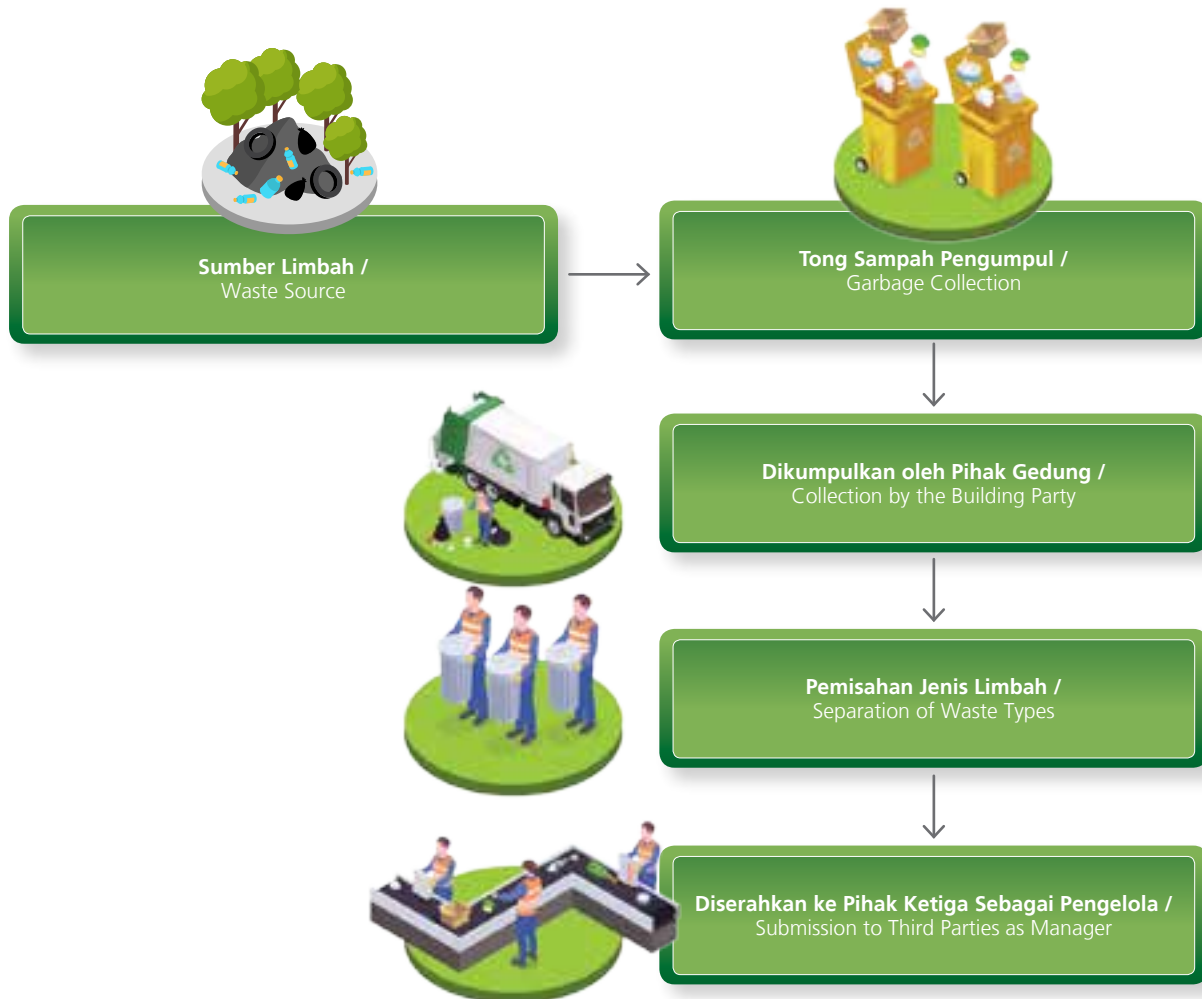 Sumber Limbah /
Waste Source
Tong Sampah Pengumpul /
Garbage Collection
Dikumpulkan oleh Pihak Gedung /
Collection by the Building Party
Pemisahan Jenis Limbah /
Separation of Waste Types
Diserahkan ke Pihak Ketiga Sebagai Pengelola /
Submission to Third Parties as Manager